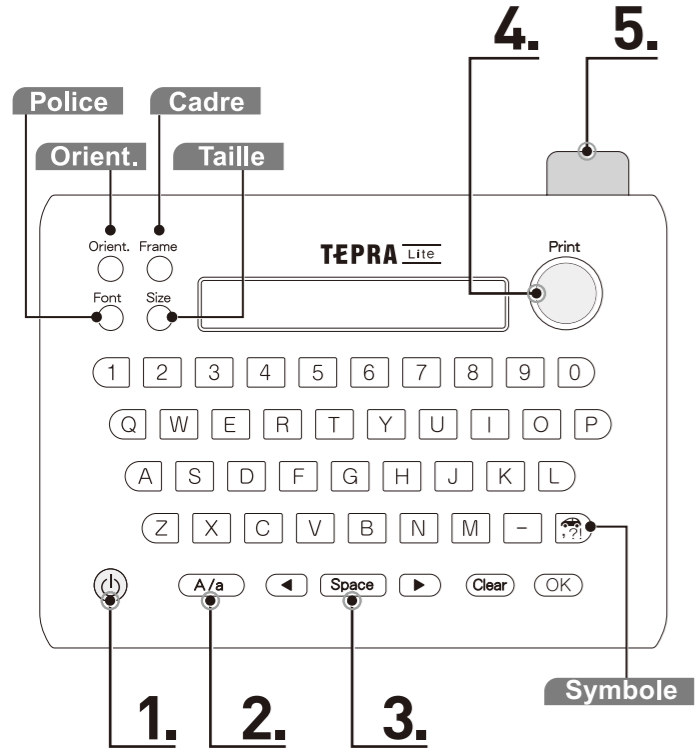 4. 5.
Police Cadre
Orient. Taille
Orient. Frame
TEPRA Lite
Print
Font Size
1 2 3 4 5 6 7 8 9 0
Q W E R T Y U I O P
A S D F G H J K L
Z X C V B N M - , ?!
A/a ◀ Space ▶ Clear OK
Symbole
1. 2. 3.